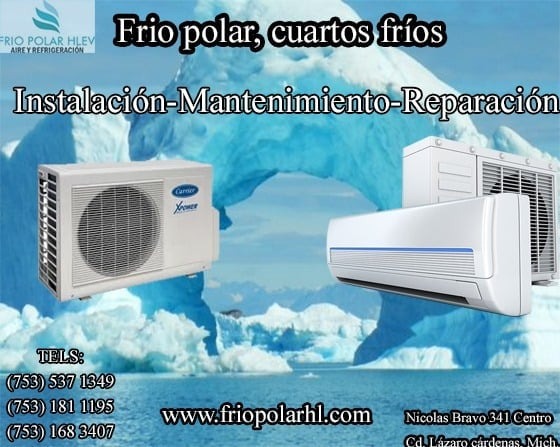 FRIO POLAR HLEV
AIRE Y REFRIGERACIÓN
Frio polar, cuartos fríos
Instalación-Mantenimiento-Reparación
Carrier
XPOWER
TELS:
(753) 537 1349
(753) 181 1195
(753) 168 3407
www.friopolarhl.com
Nicolas Bravo 341 Centro
Cd. Lázaro cárdenas, Mich